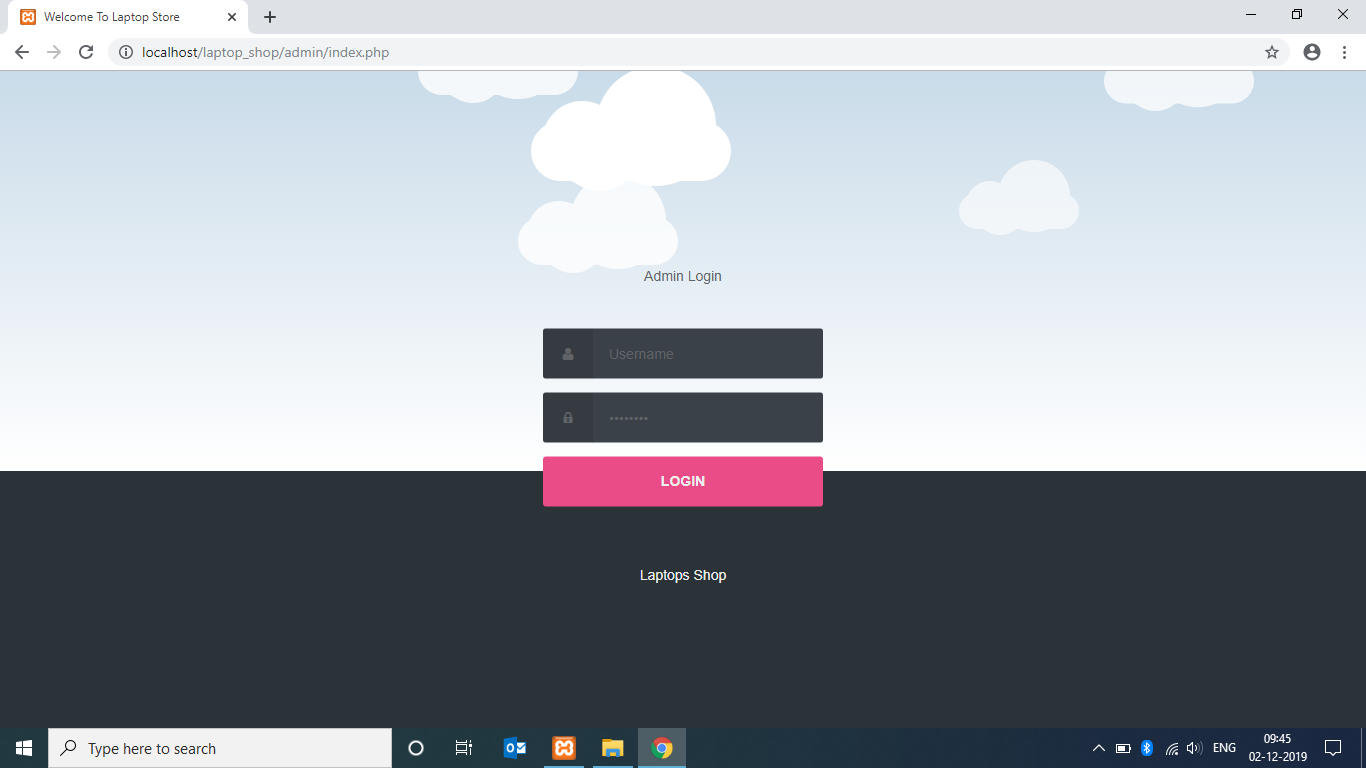 Welcome To Laptop Store
localhost/laptop_shop/admin/index.php
Admin Login
Username
••••••••
LOGIN
Laptops Shop
Type here to search
ENG
09:45
02-12-2019